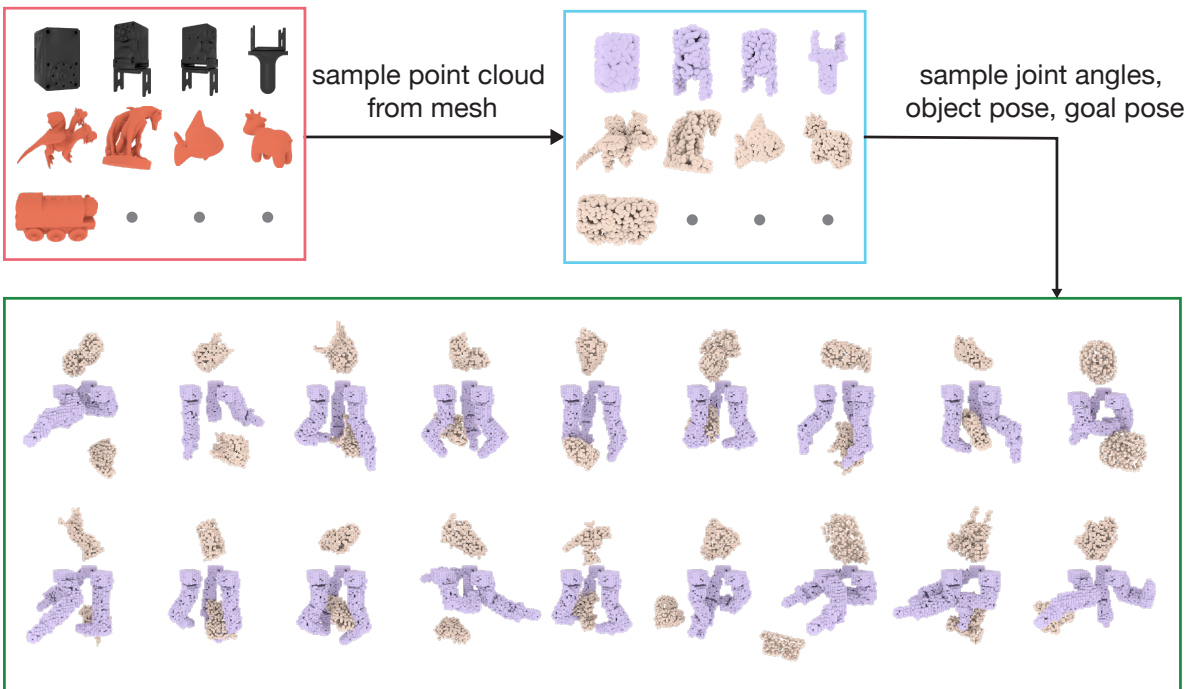 sample point cloud
from mesh
sample joint angles,
object pose, goal pose